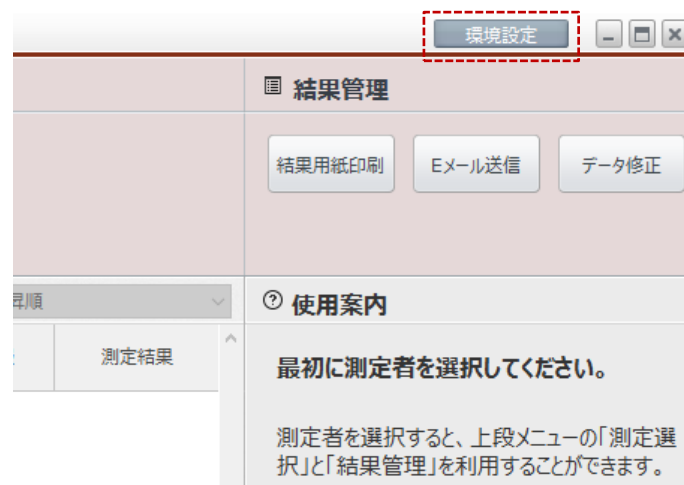 環境設定
結果管理
結果用紙印刷
Eメール送信
データ修正
昇順
使用案内
測定結果
最初に測定者を選択してください。
測定者を選択すると、上段メニューの「測定選
択」と「結果管理」を利用することができます。